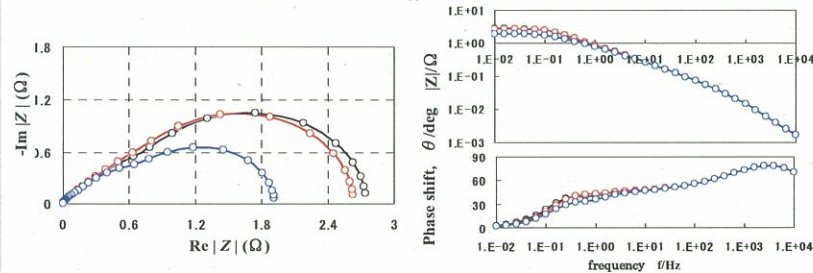 1.8
1.2
0.6
0
-Im |Z| (Ω)
0 0.6 1.2 1.8 2.4 3
Re | Z | (Ω)
1.E+01
1.E+00
1.E-01
1.E-02
1.E-03
|Z|/Ω
1.E-02 1.E-01 1.E+00 1.E+01 1.E+02 1.E+03 1.E+04
90
60
30
0
Phase shift, θ/deg
1.E-02 1.E-01 1.E+00 1.E+01 1.E+02 1.E+03 1.E+04
frequency f/Hz